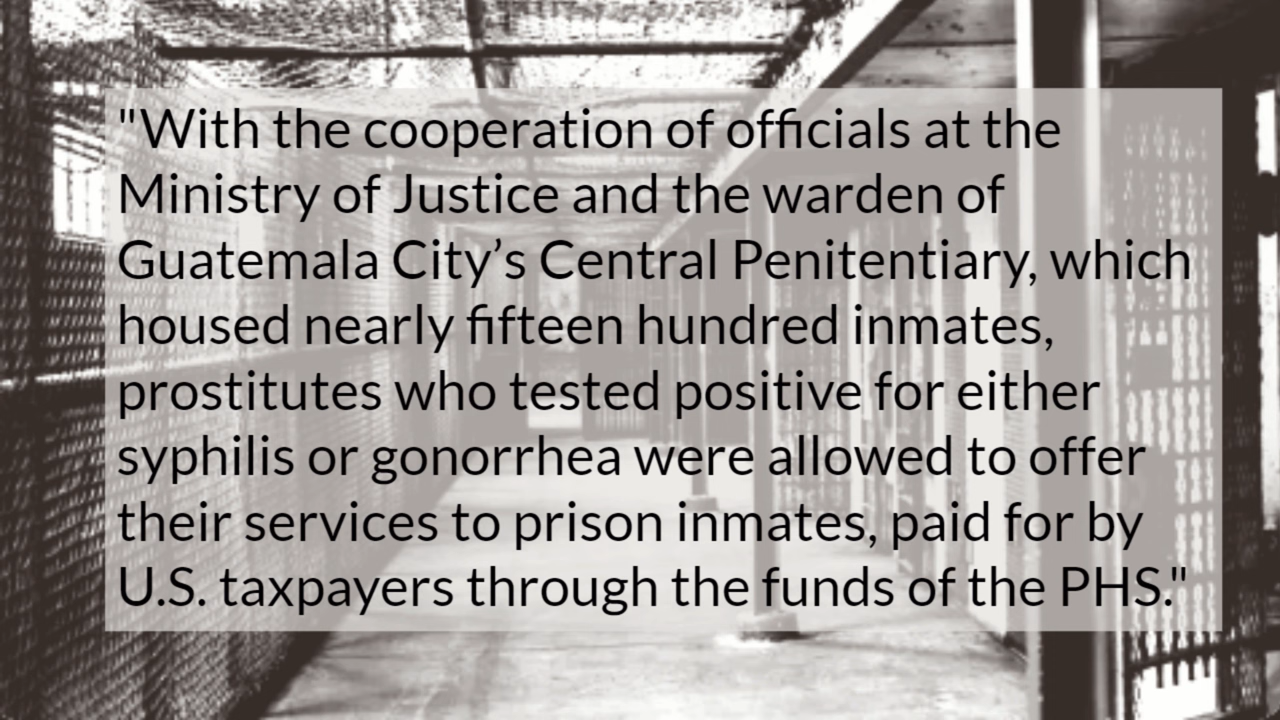 "With the cooperation of officials at the
Ministry of Justice and the warden of
Guatemala City’s Central Penitentiary, which
housed nearly fifteen hundred inmates,
prostitutes who tested positive for either
syphilis or gonorrhea were allowed to offer
their services to prison inmates, paid for by
U.S. taxpayers through the funds of the PHS."